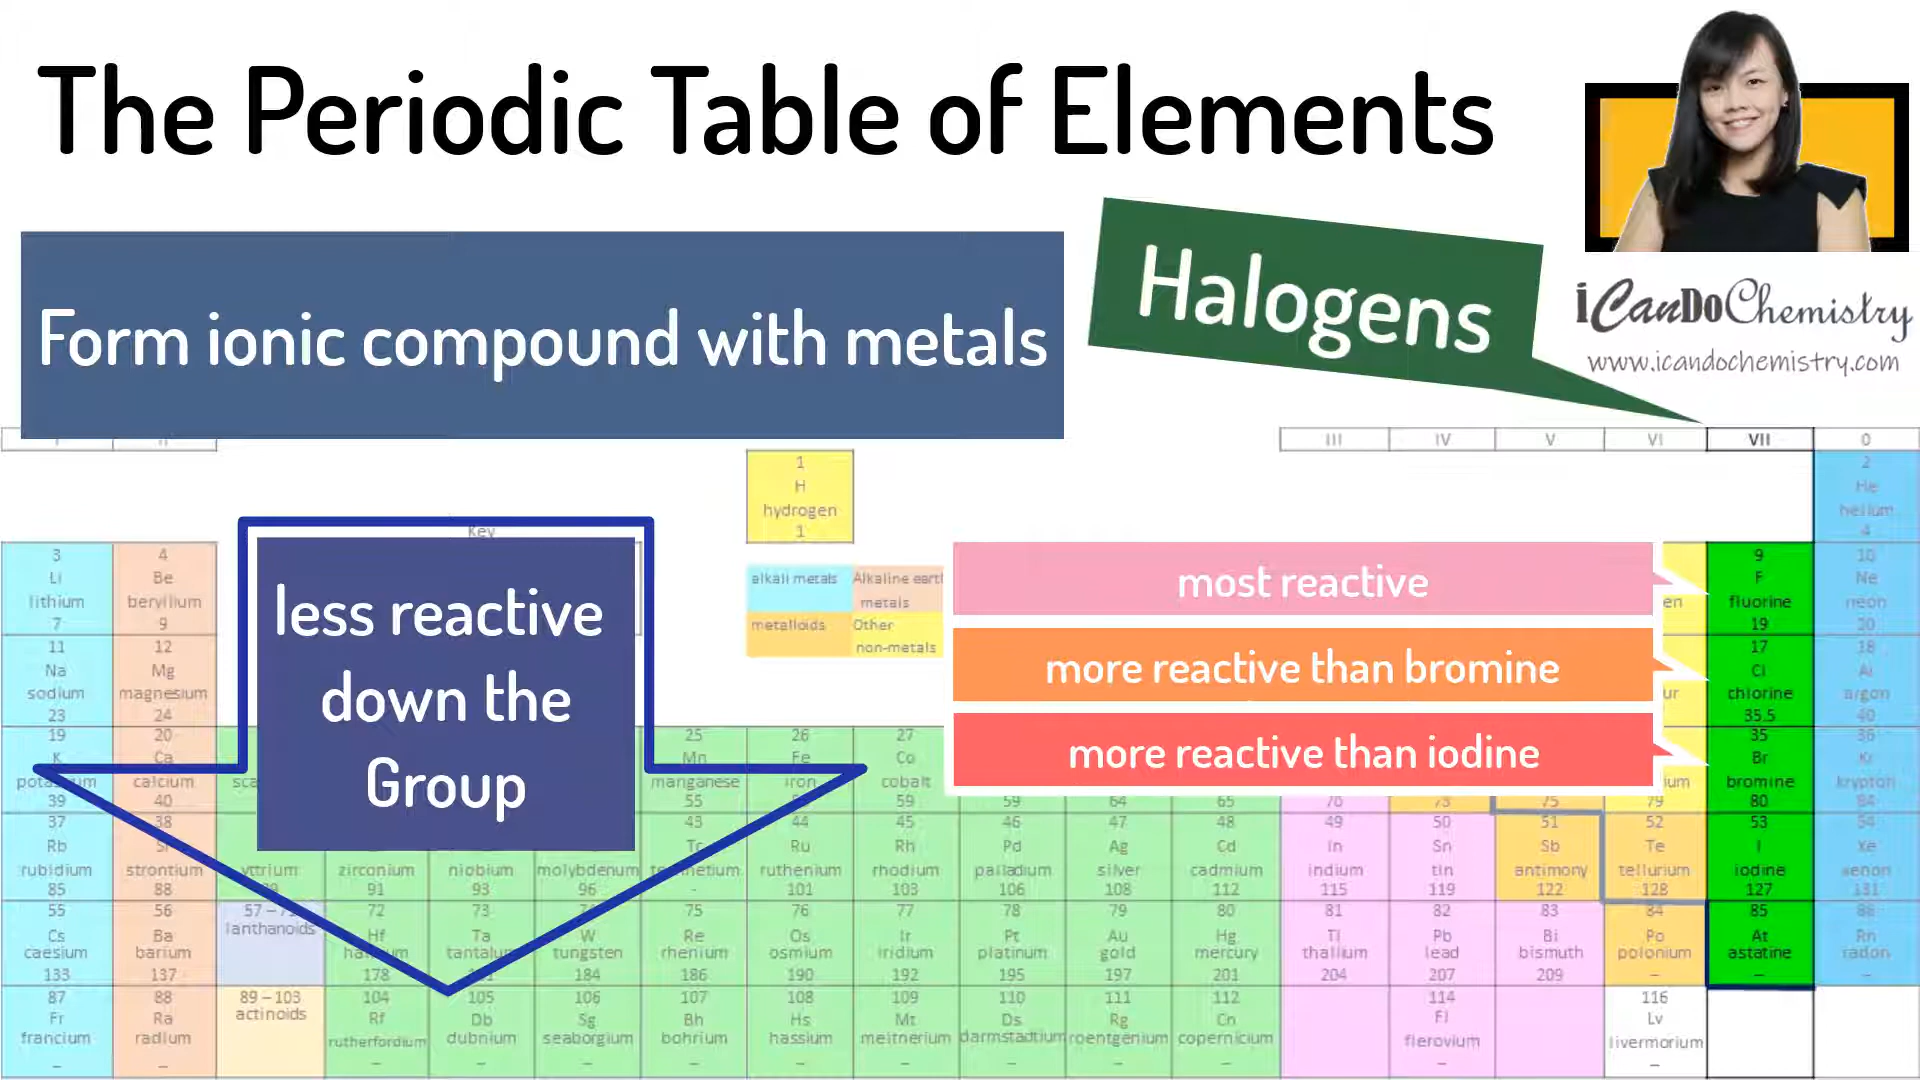 The Periodic Table of Elements
iCanDoChemistry
www.icandochemistry.com
Form ionic compound with metals
Halogens
III IV V VI VII 0
1
H
hydrogen
1
2
He
helium
4
Key
less reactive
down the
Group
alkali metals Alkaline eart
metals
metalloids Other
non-metals
most reactive
more reactive than bromine
more reactive than iodine
3 4 9 10
Li Be F Ne
lithium beryllium en fluorine neon
7 9 19 20
11 12 17 18
Na Mg Cl Ar
sodium magnesium ur chlorine argon
23 24 35.5 40
19 20 25 26 27 35 36
K Ca Mn Fe Co Br Kr
calcium sca manganese iron cobalt ium bromine krypton
39 40 55 59 59 64 65 70 73 75 79 80 84
37 38 43 44 45 46 47 48 49 50 51 52 53 54
Rb Sr Tc Ru Rh Pd Ag Cd In Sn Sb Te I Xe
rubidium strontium yttrium zirconium niobium molybdenum rhodium palladium silver cadmium indium tin antimony tellurium iodine xenon
ruthenium
85 88 89 91 93 96 - 101 103 106 108 112 115 119 122 128 127 131
55 56 57 – 71 72 73 74 75 76 77 78 79 80 81 82 83 84 85 86
lanthanoids
Cs Ba Hf Ta W Re Os Ir Pt Au Hg Tl Pb Bi Po At Rn
caesium barium tungsten rhenium osmium iridium platinum gold mercury thallium lead bismuth polonium astatine radon
133 137 178 184 186 190 192 195 197 201 204 207 209 – – –
87 88 89 – 103 104 105 106 107 108 109 110 111 112 114 116
actinoids
Fr Ra Rf Db Sg Bh Hs Mt Ds Rg Cn Fl Lv
francium radium rutherfordium dubnium seaborgium bohrium hassium meitnerium darmstadtium roentgenium copernicium flerovium livermorium
– – – – – – – – – – – – –